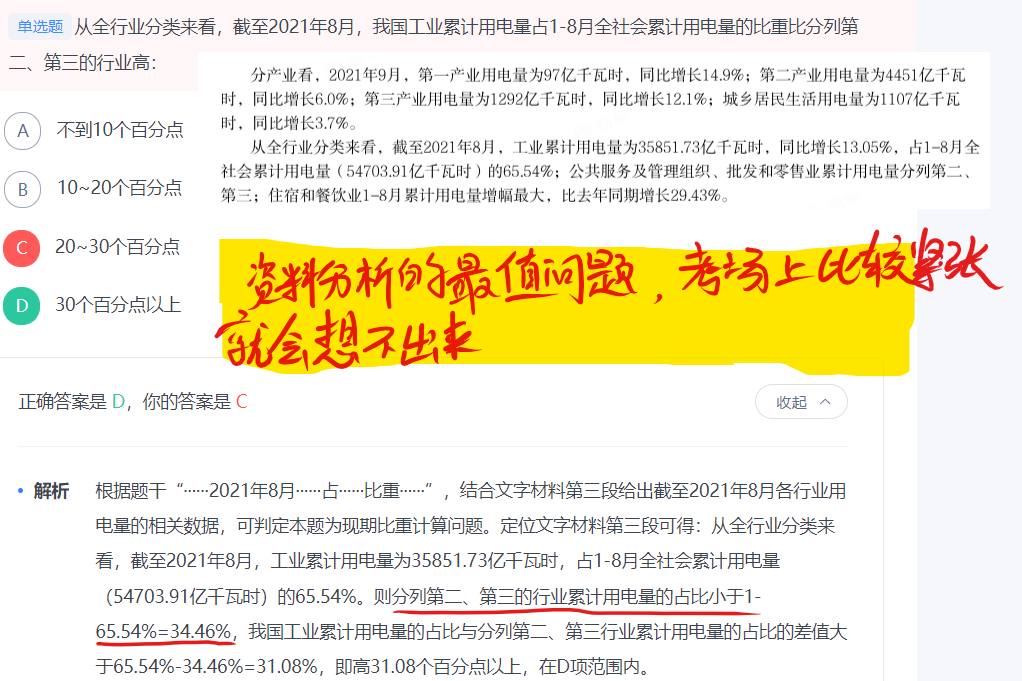 单选题 从全行业分类来看，截至2021年8月，我国工业累计用电量占1-8月全社会累计用电量的比重比分列第
二、第三的行业高：
分产业看，2021年9月，第一产业用电量为97亿千瓦时，同比增长14.9%；第二产业用电量为4451亿千瓦
时，同比增长6.0%；第三产业用电量为1292亿千瓦时，同比增长12.1%；城乡居民生活用电量为1107亿千瓦
时，同比增长3.7%。
从全行业分类来看，截至2021年8月，工业累计用电量为35851.73亿千瓦时，同比增长13.05%，占1-8月全
社会累计用电量（54703.91亿千瓦时）的65.54%；公共服务及管理组织、批发和零售业累计用电量分列第二、
第三；住宿和餐饮业1-8月累计用电量增幅最大，比去年同期增长29.43%。
A 不到10个百分点
B 10~20个百分点
C 20~30个百分点
D 30个百分点以上
资料分析的最值问题，考场上比较紧张
就会想不出来
正确答案是 D，你的答案是 C
收起
解析 根据题干“……2021年8月……占……比重……”，结合文字材料第三段给出截至2021年8月各行业用
电量的相关数据，可判定本题为现期比重计算问题。定位文字材料第三段可得：从全行业分类来
看，截至2021年8月，工业累计用电量为35851.73亿千瓦时，占1-8月全社会累计用电量
（54703.91亿千瓦时）的65.54%。则分列第二、第三的行业累计用电量的占比小于1-
65.54%=34.46%，我国工业累计用电量的占比与分列第二、第三行业累计用电量的占比的差值大
于65.54%-34.46%=31.08%，即高31.08个百分点以上，在D项范围内。